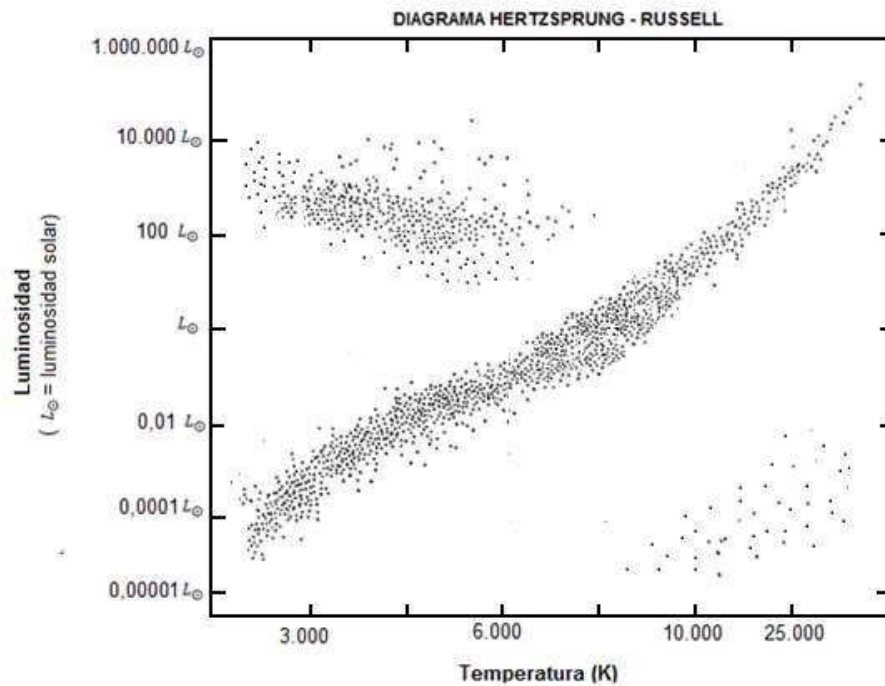 DIAGRAMA HERTZSPRUNG - RUSSELL
1.000.000 L☉
10.000 L☉
100 L☉
L☉
0.01 L☉
0,0001 L☉
0,00001 L☉
Luminosidad
( L☉ = luminosidad solar)
3.000
6.000
10.000
25.000
Temperatura (K)